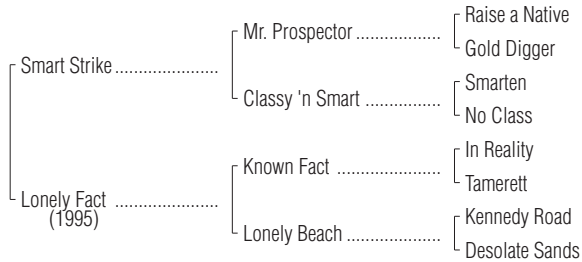 Raise a Native
Mr. Prospector ....................
Gold Digger
Smart Strike ........................
Smarten
Classy 'n Smart ..................
No Class
In Reality
Known Fact ........................
Tamerett
Lonely Fact ........................
(1995)
Kennedy Road
Lonely Beach ......................
Desolate Sands